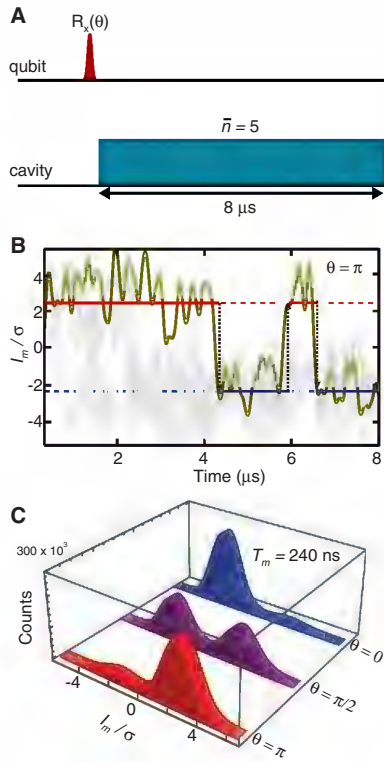 A
R_x(θ)
qubit
n̄ = 5
cavity
8 μs
B
θ = π
4
2
0
-2
-4
I_m / σ
2 4 6 8
Time (μs)
C
300 x 10³
T_m = 240 ns
Counts
-4 0 4
I_m / σ
θ = 0
θ = π/2
θ = π